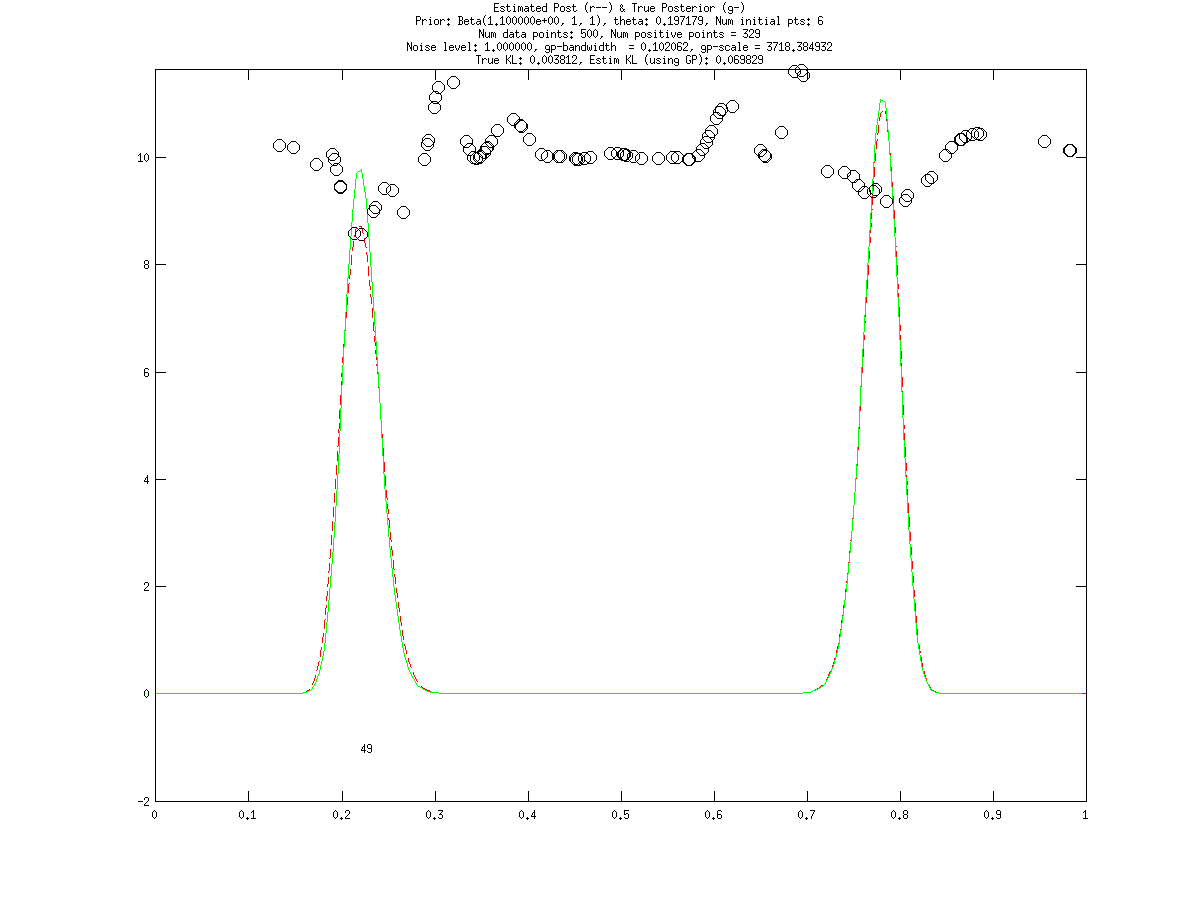 Estimated Post (r--) & True Posterior (g-)
Prior: Beta(1.100000e+00, 1, 1), theta: 0.197179, Num initial pts: 6
Num data points: 500, Num positive points = 329
Noise level: 1.000000, gp-bandwidth  = 0.102062, gp-scale = 3718.384932
True KL: 0.003812, Estim KL (using GP): 0.069829
10
8
6
4
2
0
49
-2
0 0.1 0.2 0.3 0.4 0.5 0.6 0.7 0.8 0.9 1